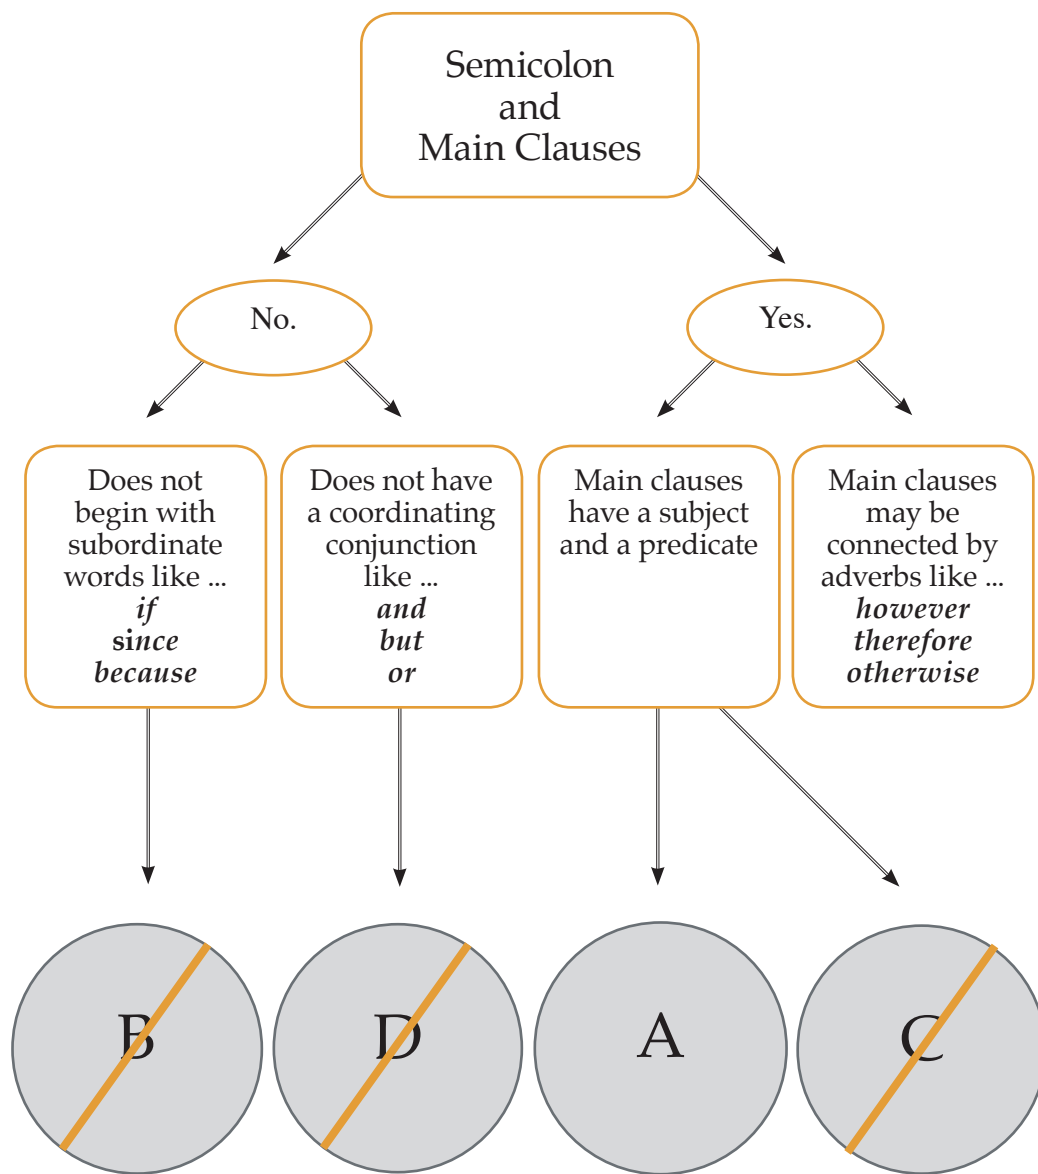 Semicolon
and
Main Clauses
No.
Yes.
Does not
begin with
subordinate
words like ...
if
since
because
Does not have
a coordinating
conjunction
like ...
and
but
or
Main clauses
have a subject
and a predicate
Main clauses
may be
connected by
adverbs like ...
however
therefore
otherwise
B
D
A
C